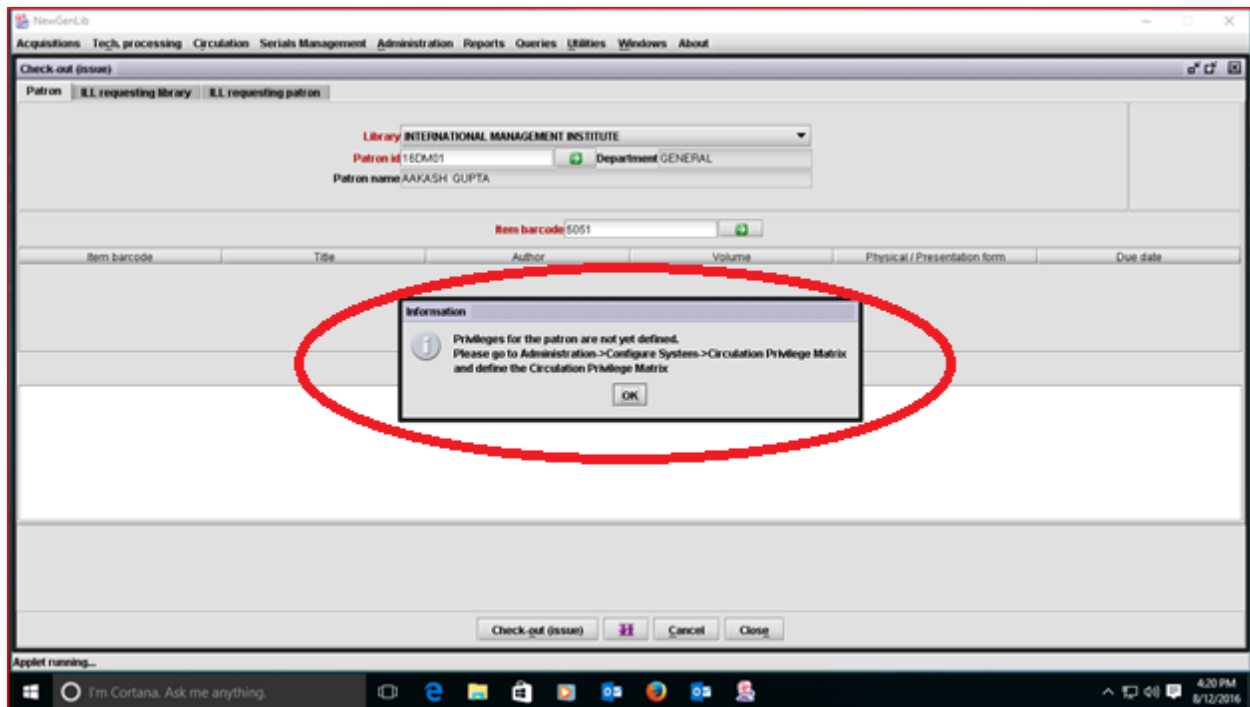 NewGenLib
Acquisitions Tech. processing Circulation Serials Management Administration Reports Queries Utilities Windows About
Check-out (issue)
Patron ILL requesting library ILL requesting patron
Library INTERNATIONAL MANAGEMENT INSTITUTE
Patron id 16DM01 Department GENERAL
Patron name AAKASH GUPTA
Item barcode 5051
Item barcode Title Author Volume Physical / Presentation form Due date
Information
Privileges for the patron are not yet defined.
Please go to Administration->Configure System->Circulation Privilege Matrix
and define the Circulation Privilege Matrix
OK
Check-out (issue) Cancel Close
Applet running...
I'm Cortana. Ask me anything.
4:20 PM
8/12/2016